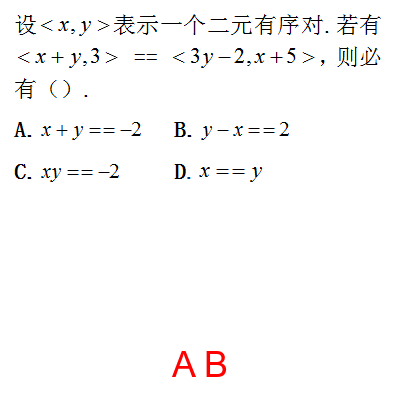 设<x,y>表示一个二元有序对.若有
<x+y,3> == <3y−2,x+5>，则必
有（）.
A. x+y==−2 B. y−x==2
C. xy==−2 D. x==y
A B